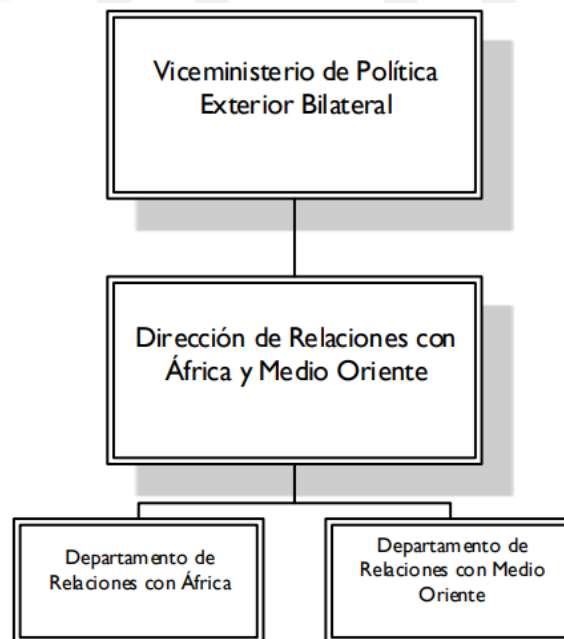 Viceministerio de Política
Exterior Bilateral
Dirección de Relaciones con
África y Medio Oriente
Departamento de
Relaciones con África
Departamento de
Relaciones con Medio
Oriente